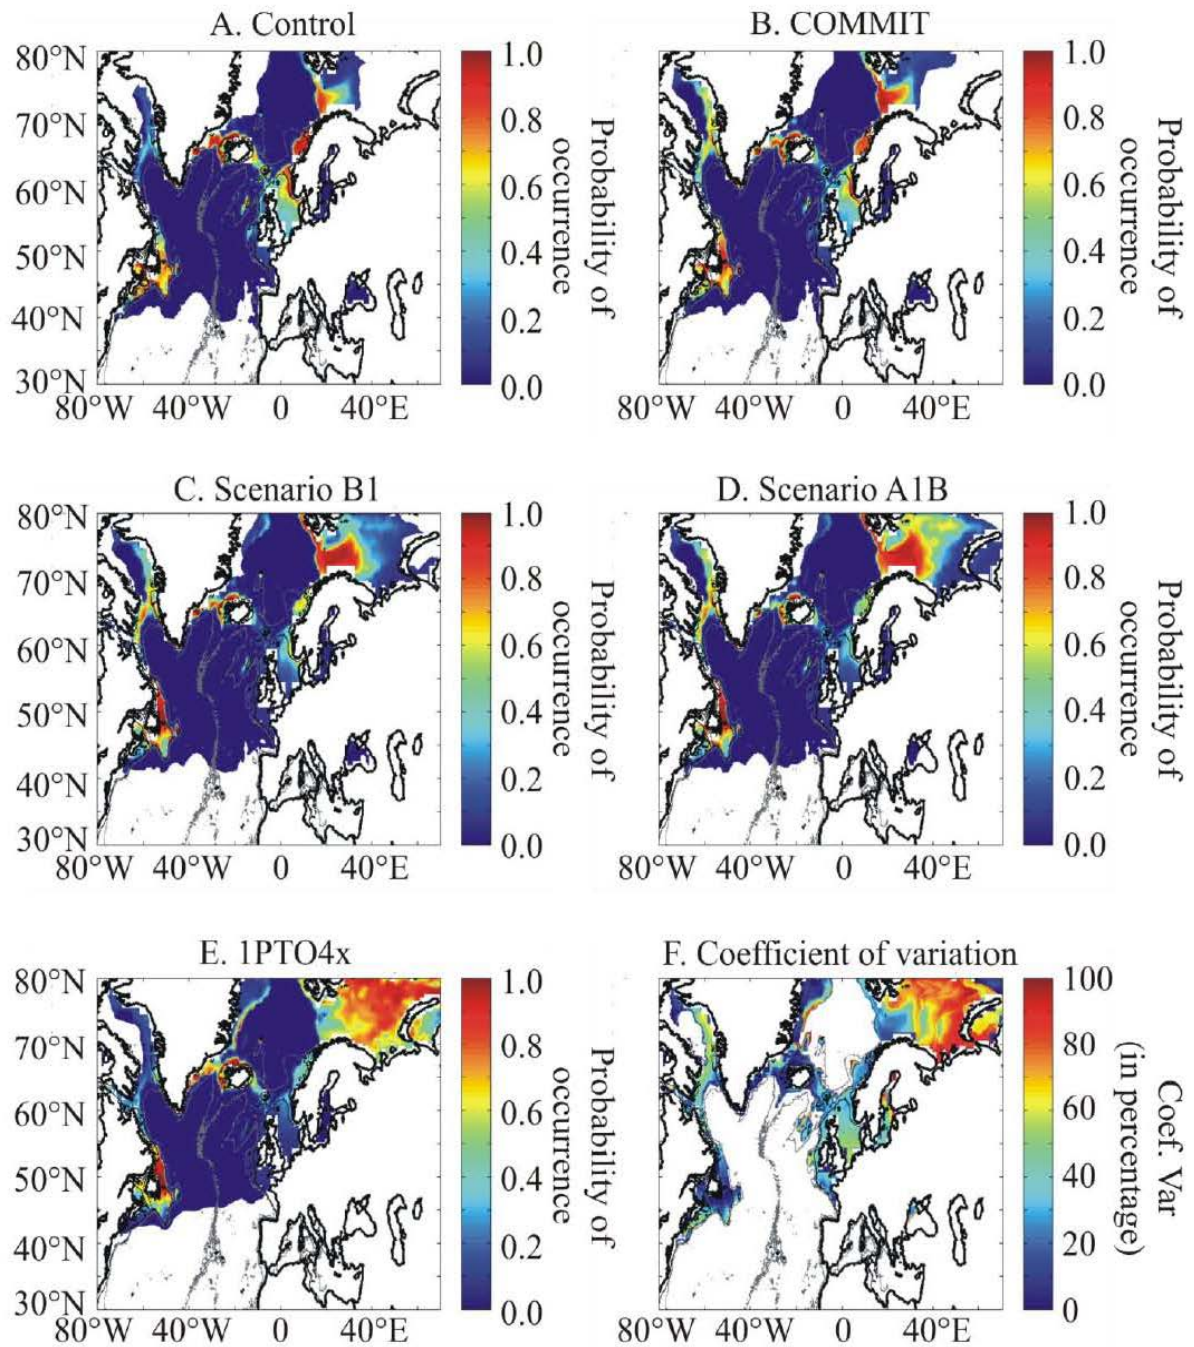 A. Control
80°N
70°N
60°N
50°N
40°N
30°N
80°W 40°W 0 40°E
1.0
0.8
0.6
0.4
0.2
0.0
Probability of
occurrence
B. COMMIT
80°W 40°W 0 40°E
1.0
0.8
0.6
0.4
0.2
0.0
Probability of
occurrence
C. Scenario B1
80°N
70°N
60°N
50°N
40°N
30°N
80°W 40°W 0 40°E
1.0
0.8
0.6
0.4
0.2
0.0
Probability of
occurrence
D. Scenario A1B
80°W 40°W 0 40°E
1.0
0.8
0.6
0.4
0.2
0.0
Probability of
occurrence
E. 1PTO4x
80°N
70°N
60°N
50°N
40°N
30°N
80°W 40°W 0 40°E
1.0
0.8
0.6
0.4
0.2
0.0
Probability of
occurrence
F. Coefficient of variation
80°W 40°W 0 40°E
100
80
60
40
20
0
Coef. Var
(in percentage)